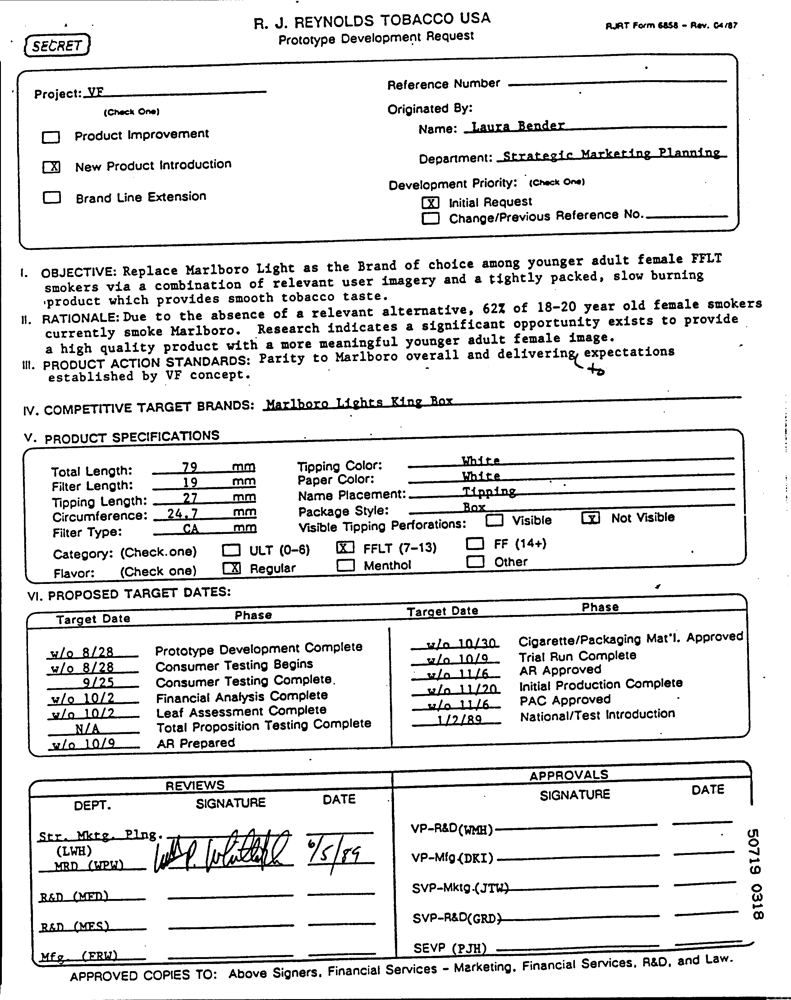 R. J. REYNOLDS TOBACCO USA
Prototype Development Request
RJRT Form 6858 - Rev. 04/87
SECRET
Project: VF
(Check One)
Product Improvement
X New Product Introduction
Brand Line Extension
Reference Number
Originated By:
Name: Laura Bender
Department: Strategic Marketing Planning
Development Priority: (Check One)
X Initial Request
Change/Previous Reference No.
I. OBJECTIVE: Replace Marlboro Light as the Brand of choice among younger adult female FFLT
smokers via a combination of relevant user imagery and a tightly packed, slow burning
product which provides smooth tobacco taste.
II. RATIONALE: Due to the absence of a relevant alternative, 62% of 18-20 year old female smokers
currently smoke Marlboro. Research indicates a significant opportunity exists to provide
a high quality product with a more meaningful younger adult female image.
III. PRODUCT ACTION STANDARDS: Parity to Marlboro overall and delivering expectations
to
established by VF concept.
IV. COMPETITIVE TARGET BRANDS: Marlboro Lights King Box
V. PRODUCT SPECIFICATIONS
Total Length: 79 mm
Filter Length: 19 mm
Tipping Length: 27 mm
Circumference: 24.7 mm
Filter Type: CA mm
Tipping Color: White
Paper Color: White
Name Placement: Tipping
Package Style: Box
Visible Tipping Perforations: Visible X Not Visible
Category: (Check one) ULT (0-6) X FFLT (7-13) FF (14+)
Flavor: (Check one) X Regular Menthol Other
VI. PROPOSED TARGET DATES:
Target Date Phase
w/o 8/28 Prototype Development Complete
w/o 8/28 Consumer Testing Begins
9/25 Consumer Testing Complete
w/o 10/2 Financial Analysis Complete
w/o 10/2 Leaf Assessment Complete
N/A Total Proposition Testing Complete
w/o 10/9 AR Prepared
Target Date Phase
w/o 10/30 Cigarette/Packaging Mat'l. Approved
w/o 10/9 Trial Run Complete
w/o 11/6 AR Approved
w/o 11/20 Initial Production Complete
w/o 11/6 PAC Approved
1/2/89 National/Test Introduction
REVIEWS
DEPT. SIGNATURE DATE
Str. Mktg. Plng.
(LWH)
MRD (WPW) 6/5/89
R&D (MFD)
R&D (MFS)
Mfg. (FRW)
APPROVALS
SIGNATURE DATE
VP-R&D (WMH)
VP-Mfg. (DKI)
SVP-Mktg. (JTW)
SVP-R&D (GRD)
SEVP (PJH)
50719 0318
APPROVED COPIES TO: Above Signers, Financial Services - Marketing, Financial Services, R&D, and Law.